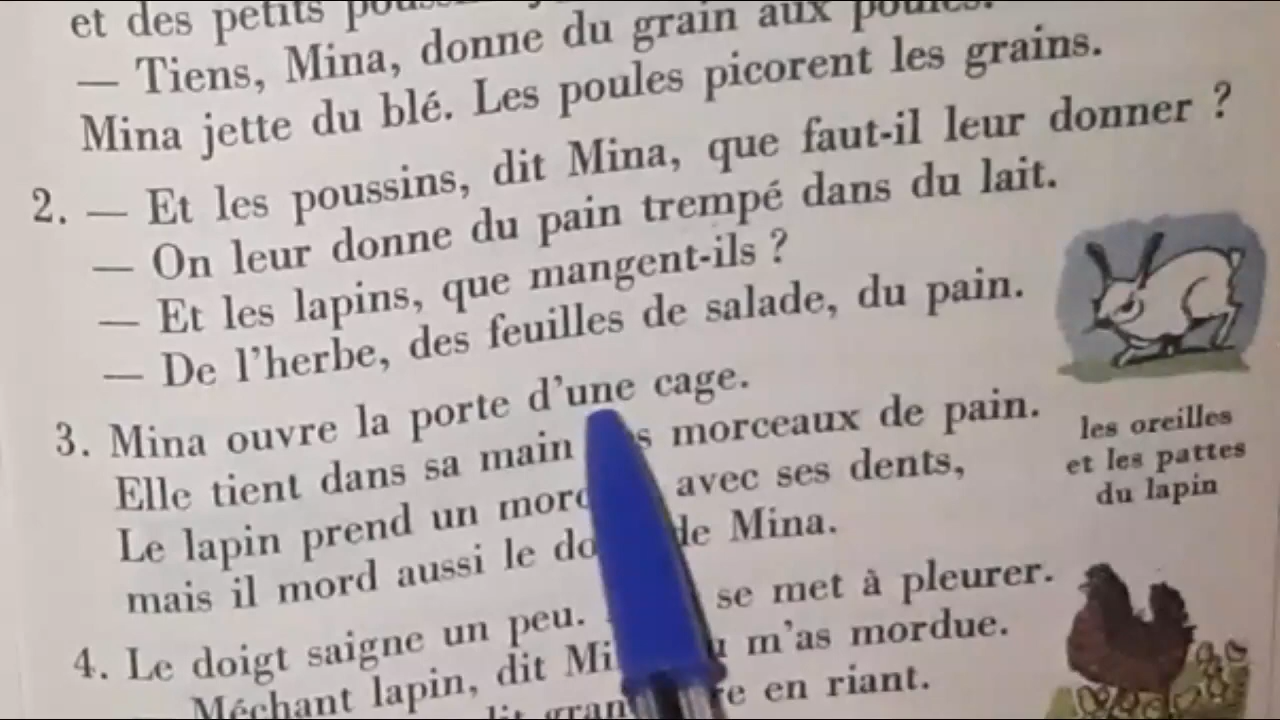 et des petits
— Tiens, Mina, donne du grain aux poules.
Mina jette du blé. Les poules picorent les grains.
2. — Et les poussins, dit Mina, que faut-il leur donner ?
— On leur donne du pain trempé dans du lait.
— Et les lapins, que mangent-ils ?
— De l'herbe, des feuilles de salade, du pain.
3. Mina ouvre la porte d'une cage.
Elle tient dans sa main morceaux de pain.
Le lapin prend un avec ses dents,
mais il mord aussi le de Mina.
4. Le doigt saigne un peu. se met à pleurer.
Méchant lapin, dit m'as mordue.
dit en riant.
les oreilles
et les pattes
du lapin